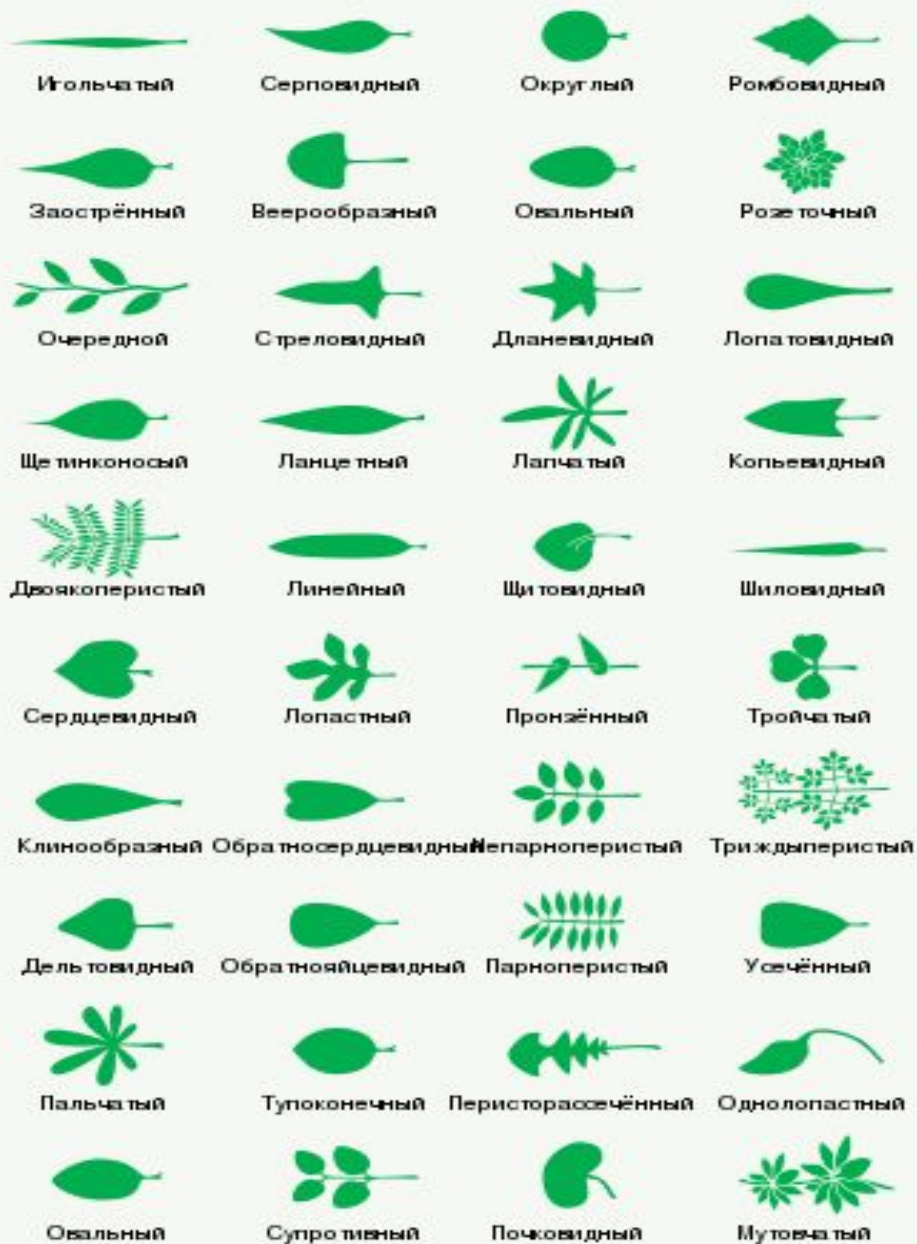 Игольчатый Серповидный Округлый Ромбовидный
Заострённый Веерообразный Овальный Розеточный
Очередной Стреловидный Дланевидный Лопатовидный
Щетинконосый Ланцетный Лапчатый Копьевидный
Двоякоперистый Линейный Щитовидный Шиловидный
Сердцевидный Лопастный Пронзённый Тройчатый
Клинообразный Обратносердцевидный Непарноперистый Триждыперистый
Дельтовидный Обратнояйцевидный Парноперистый Усечённый
Пальчатый Тупоконечный Перисторассечённый Однолопастный
Овальный Супротивный Почковидный Мутовчатый